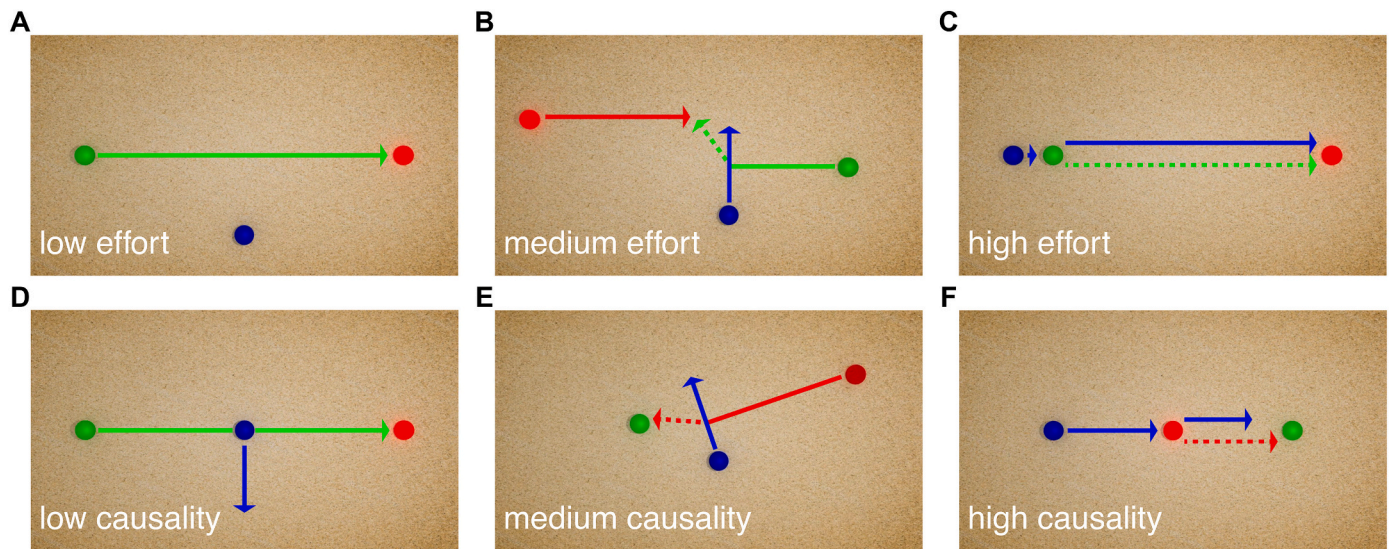 A
B
C
low effort
medium effort
high effort
D
E
F
low causality
medium causality
high causality